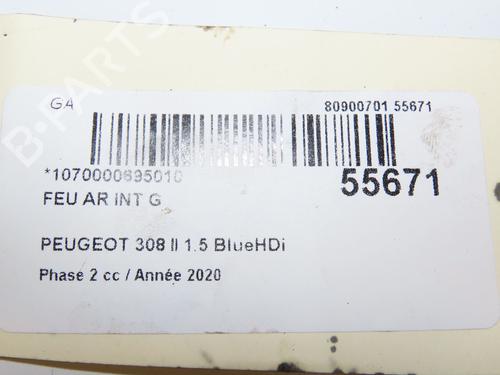 G4
80900701 55671
*1070000695010
55671
FEU AR INT G
PEUGEOT 308 II 1.5 BlueHDi
Phase 2 cc / Année 2020
B-PARTS